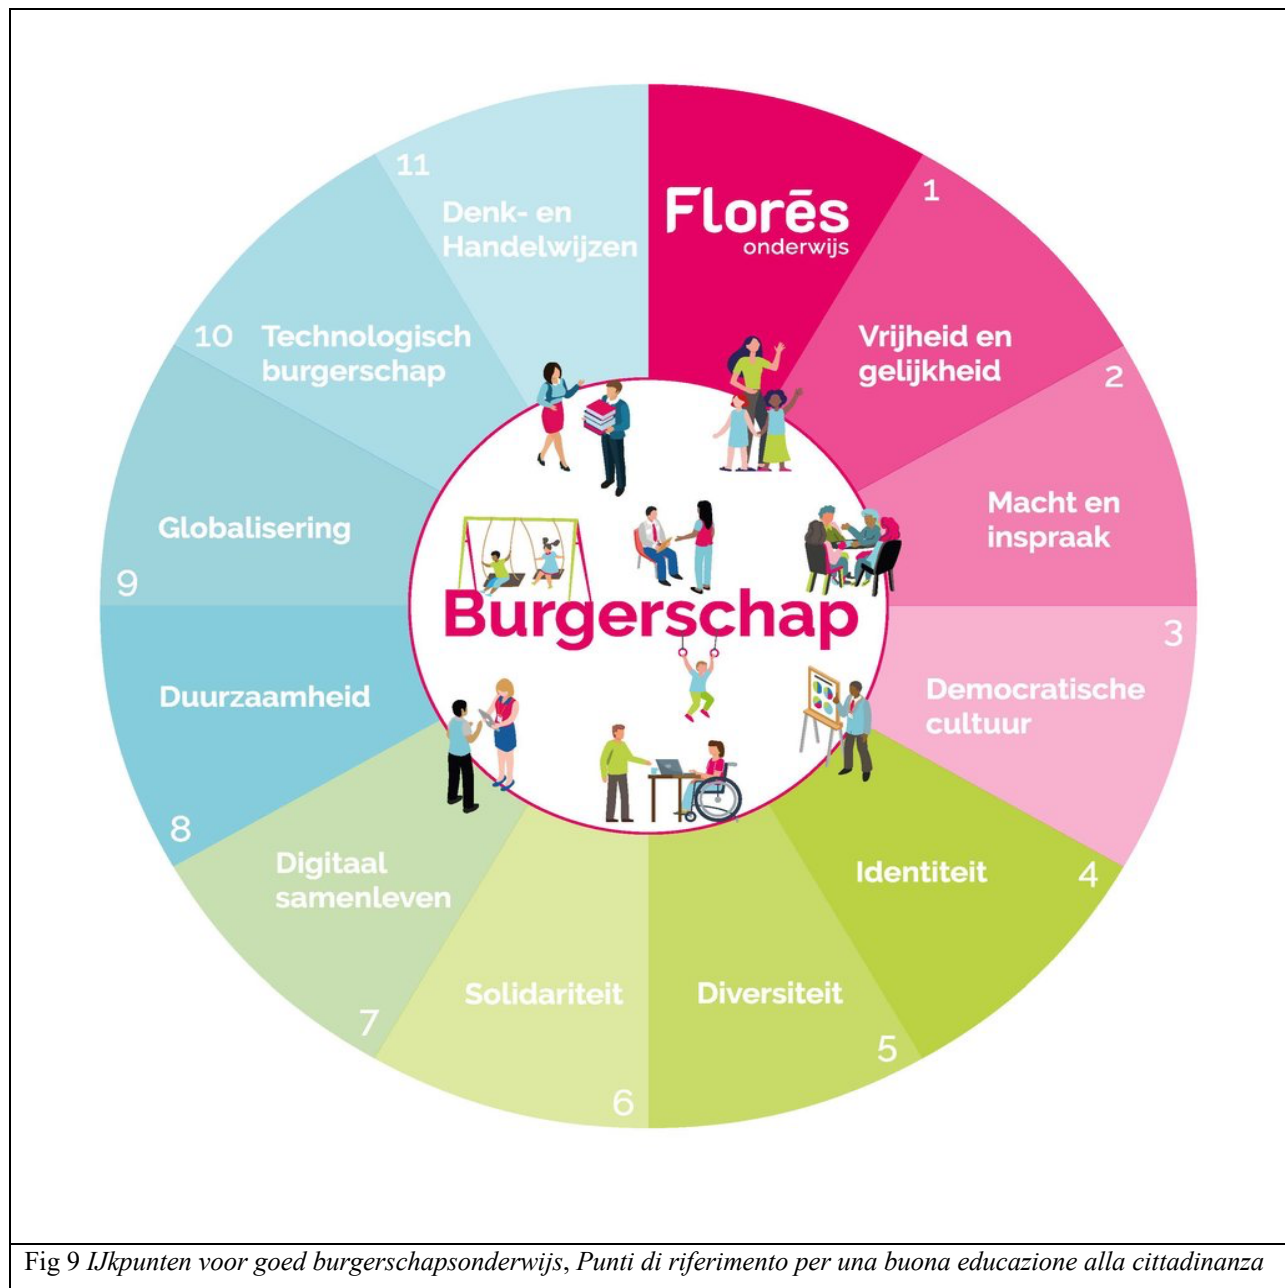 Florēs
onderwijs
1
Vrijheid en
gelijkheid
2
Macht en
inspraak
3
Democratische
cultuur
4
Identiteit
5
Diversiteit
6
Solidariteit
7
Digitaal
samenleven
8
Duurzaamheid
9
Globalisering
10
Technologisch
burgerschap
11
Denk- en
Handelwijzen
Burgerschap
Fig 9 IJkpunten voor goed burgerschapsonderwijs, Punti di riferimento per una buona educazione alla cittadinanza